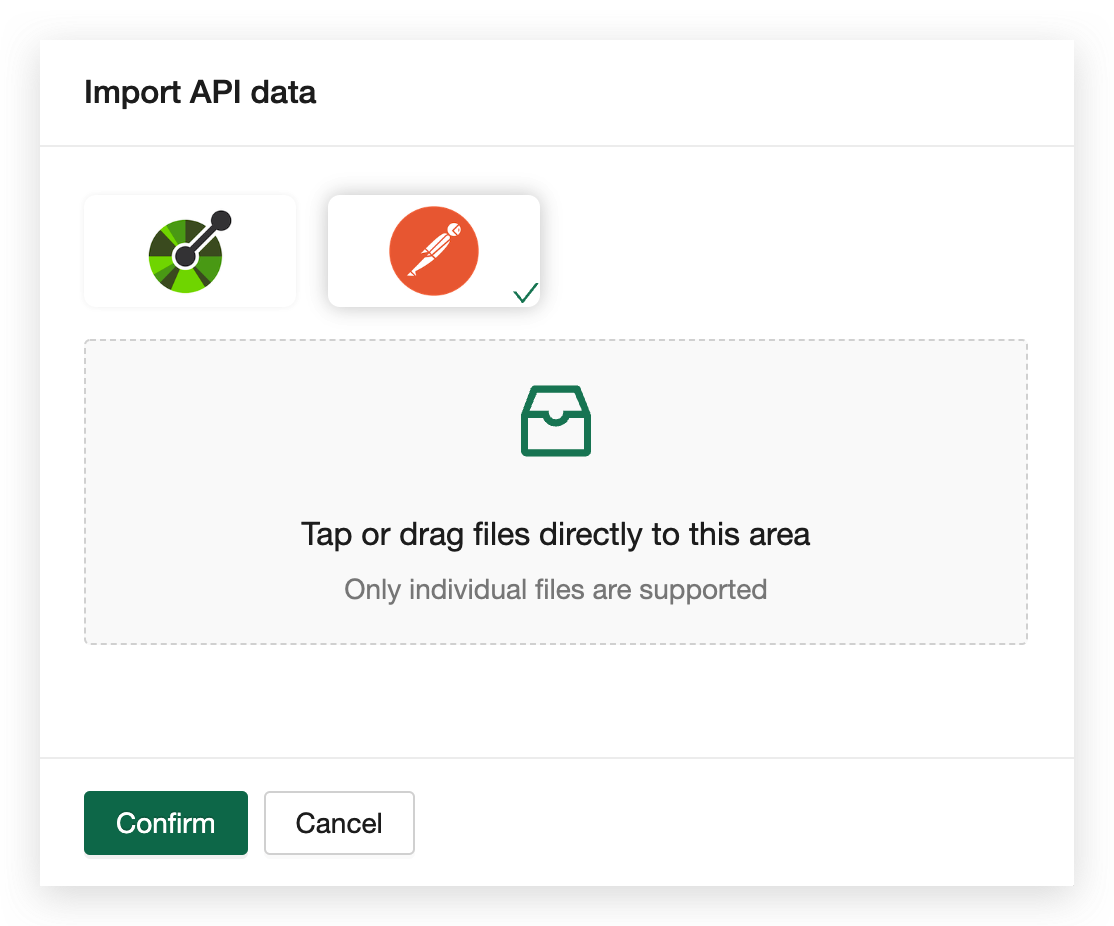 Import API data
Tap or drag files directly to this area
Only individual files are supported
Confirm
Cancel